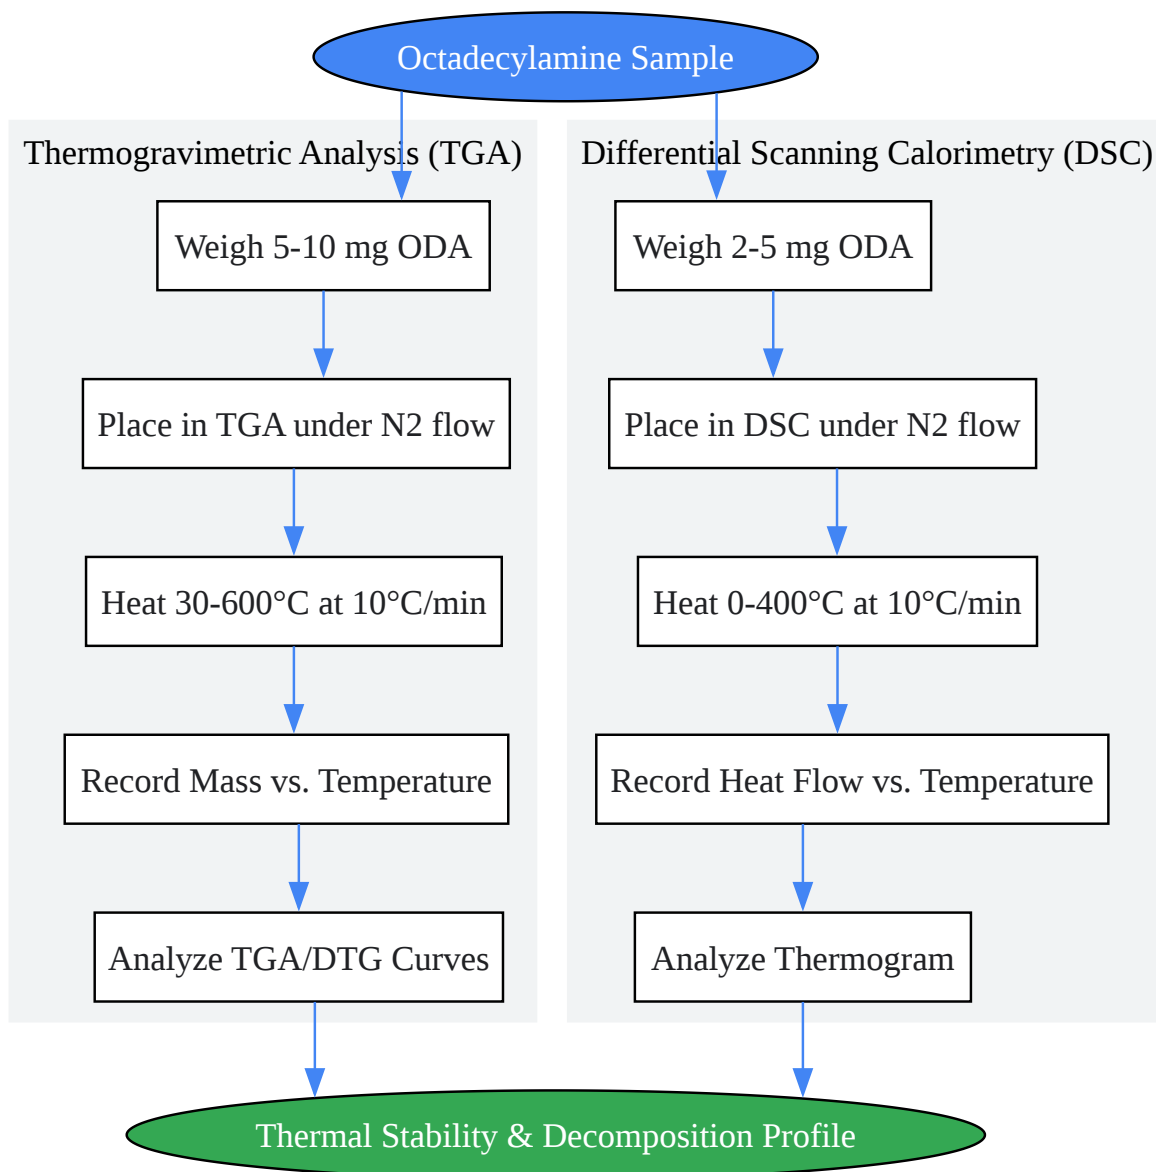 Octadecylamine Sample
Thermogravimetric Analysis (TGA)
Weigh 5-10 mg ODA
Place in TGA under N2 flow
Heat 30-600°C at 10°C/min
Record Mass vs. Temperature
Analyze TGA/DTG Curves
Differential Scanning Calorimetry (DSC)
Weigh 2-5 mg ODA
Place in DSC under N2 flow
Heat 0-400°C at 10°C/min
Record Heat Flow vs. Temperature
Analyze Thermogram
Thermal Stability & Decomposition Profile